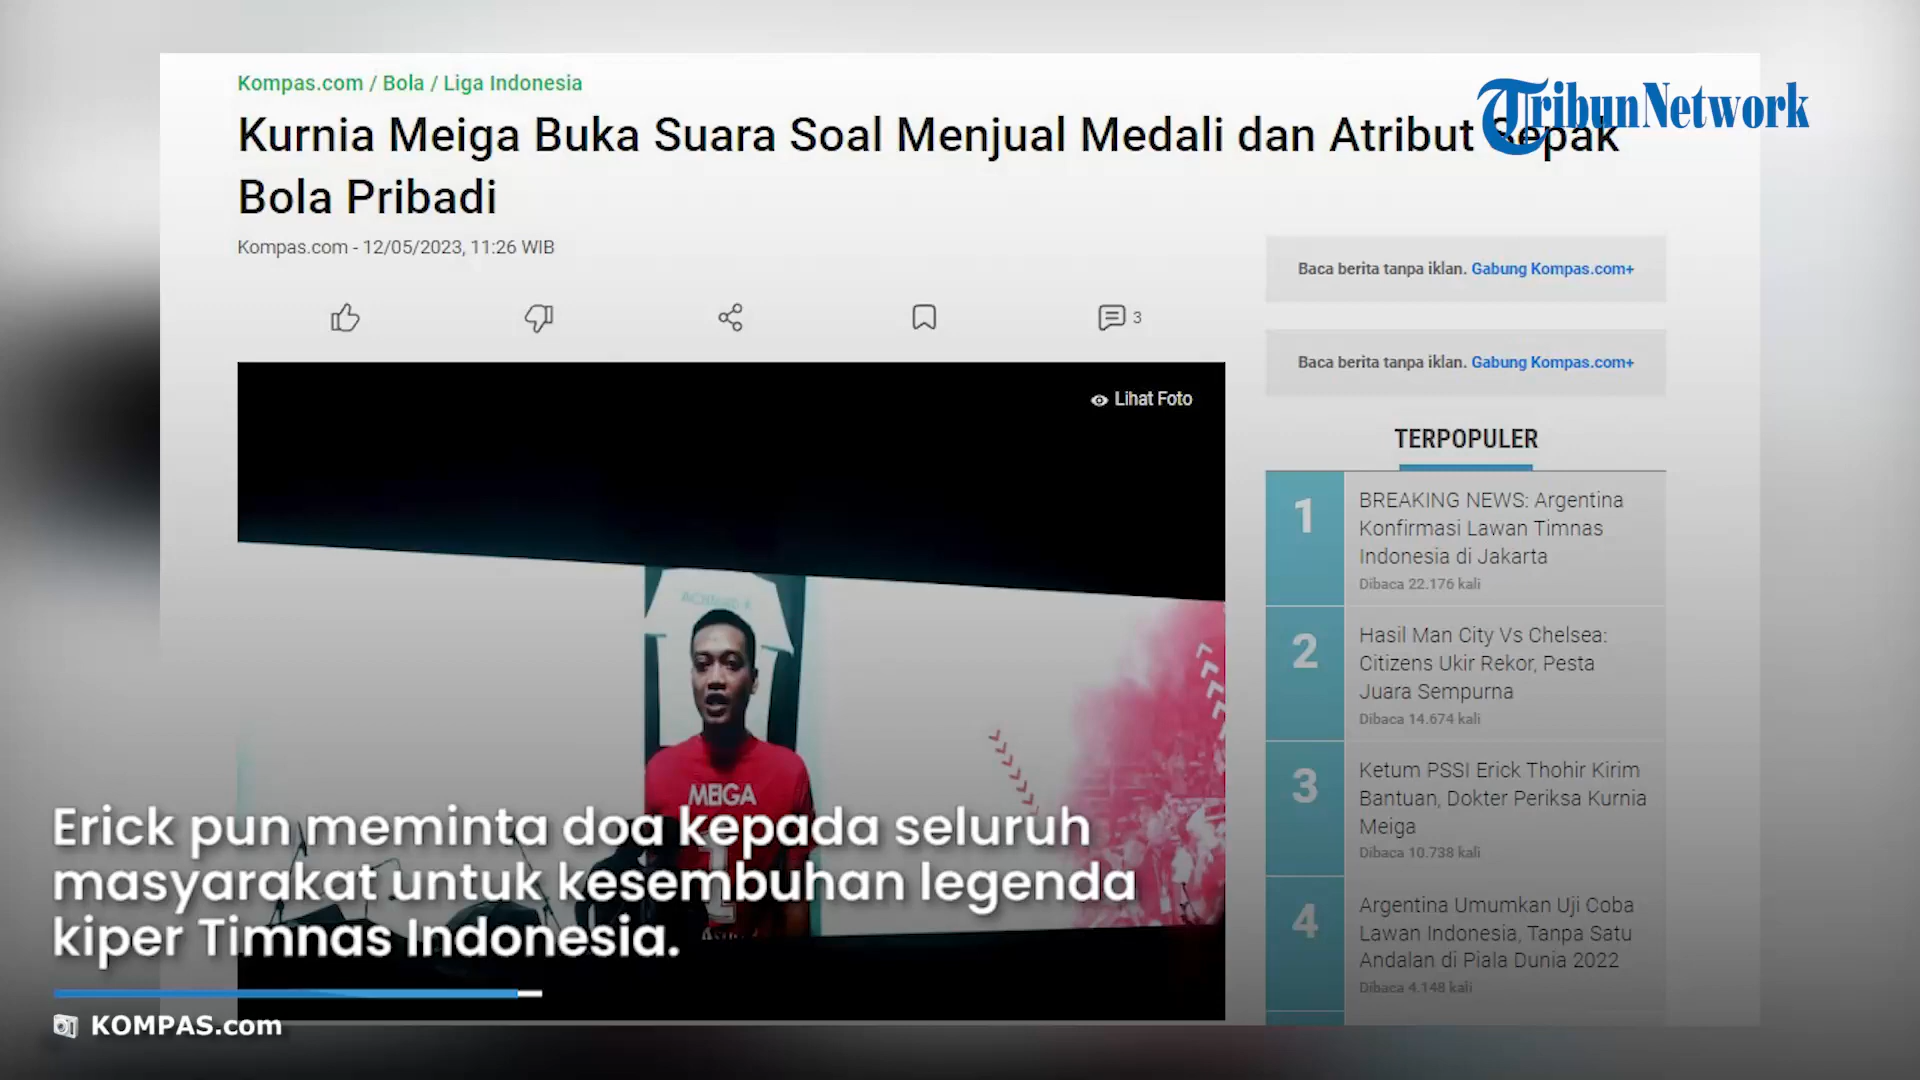 Kompas.com / Bola / Liga Indonesia
TribunNetwork
Kurnia Meiga Buka Suara Soal Menjual Medali dan Atribut Sepak
Bola Pribadi
Kompas.com - 12/05/2023, 11:26 WIB
3
Baca berita tanpa iklan. Gabung Kompas.com+
Baca berita tanpa iklan. Gabung Kompas.com+
Lihat Foto
MEIGA
1
TERPOPULER
1
BREAKING NEWS: Argentina
Konfirmasi Lawan Timnas
Indonesia di Jakarta
Dibaca 22.176 kali
2
Hasil Man City Vs Chelsea:
Citizens Ukir Rekor, Pesta
Juara Sempurna
Dibaca 14.674 kali
3
Ketum PSSI Erick Thohir Kirim
Bantuan, Dokter Periksa Kurnia
Meiga
Dibaca 10.738 kali
4
Argentina Umumkan Uji Coba
Lawan Indonesia, Tanpa Satu
Andalan di Piala Dunia 2022
Dibaca 4.148 kali
Erick pun meminta doa kepada seluruh
masyarakat untuk kesembuhan legenda
kiper Timnas Indonesia.
KOMPAS.com